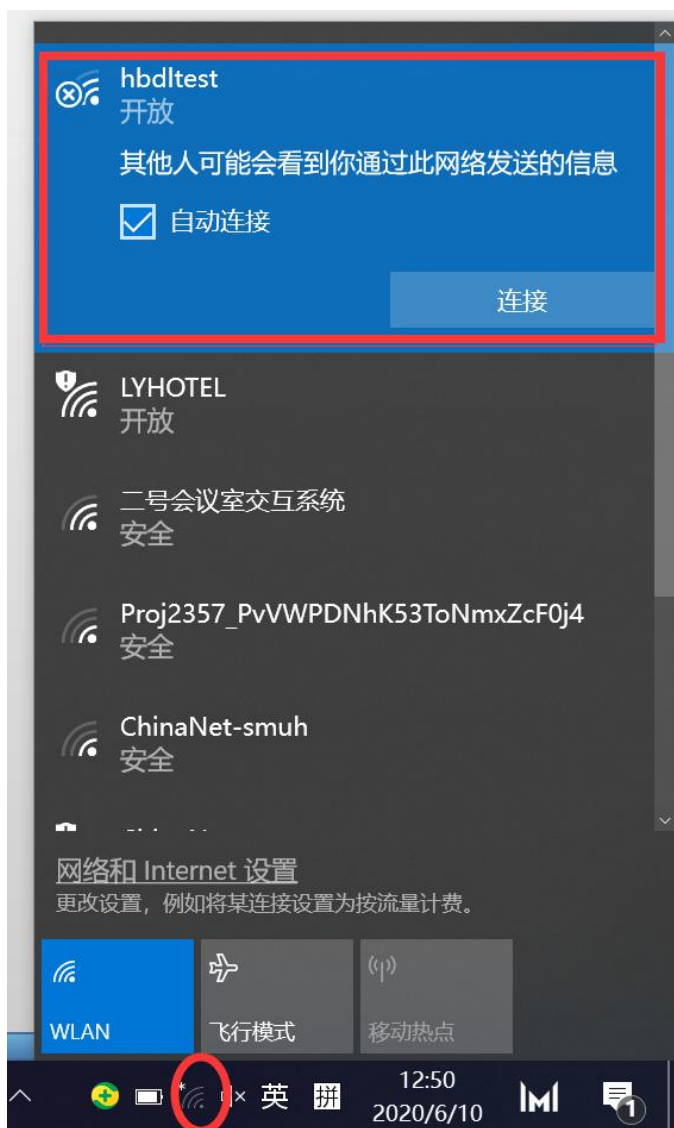 hbdltest
开放
其他人可能会看到你通过此网络发送的信息
自动连接
连接
LYHOTEL
开放
二号会议室交互系统
安全
Proj2357_PvVWPDNhK53ToNmxZcF0j4
安全
ChinaNet-smuh
安全
网络和 Internet 设置
更改设置，例如将某连接设置为按流量计费。
WLAN
飞行模式
移动热点
英
拼
12:50
2020/6/10
1